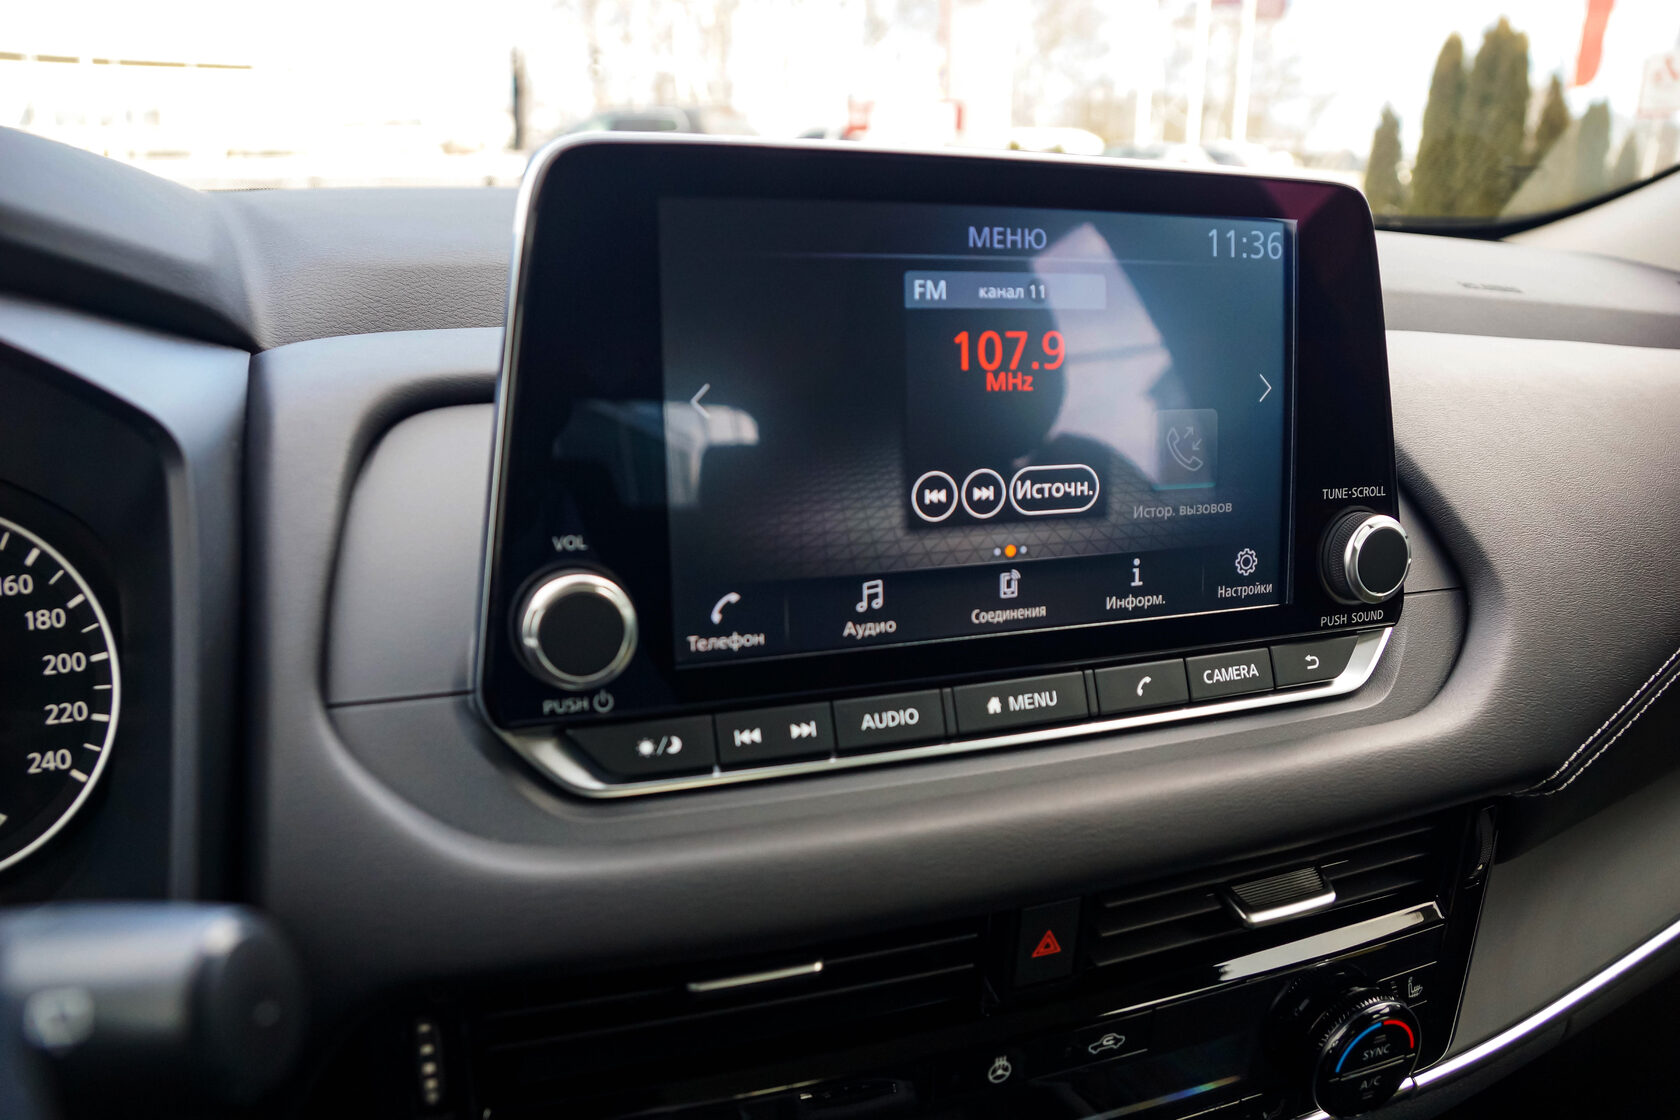 МЕНЮ
11:36
FM канал 11
107.9
MHz
Источн.
Истор. вызовов
Телефон
Аудио
Соединения
Информ.
Настройки
VOL
PUSH
TUNE·SCROLL
PUSH SOUND
AUDIO
MENU
CAMERA
160
180
200
220
240
SYNC
A/C